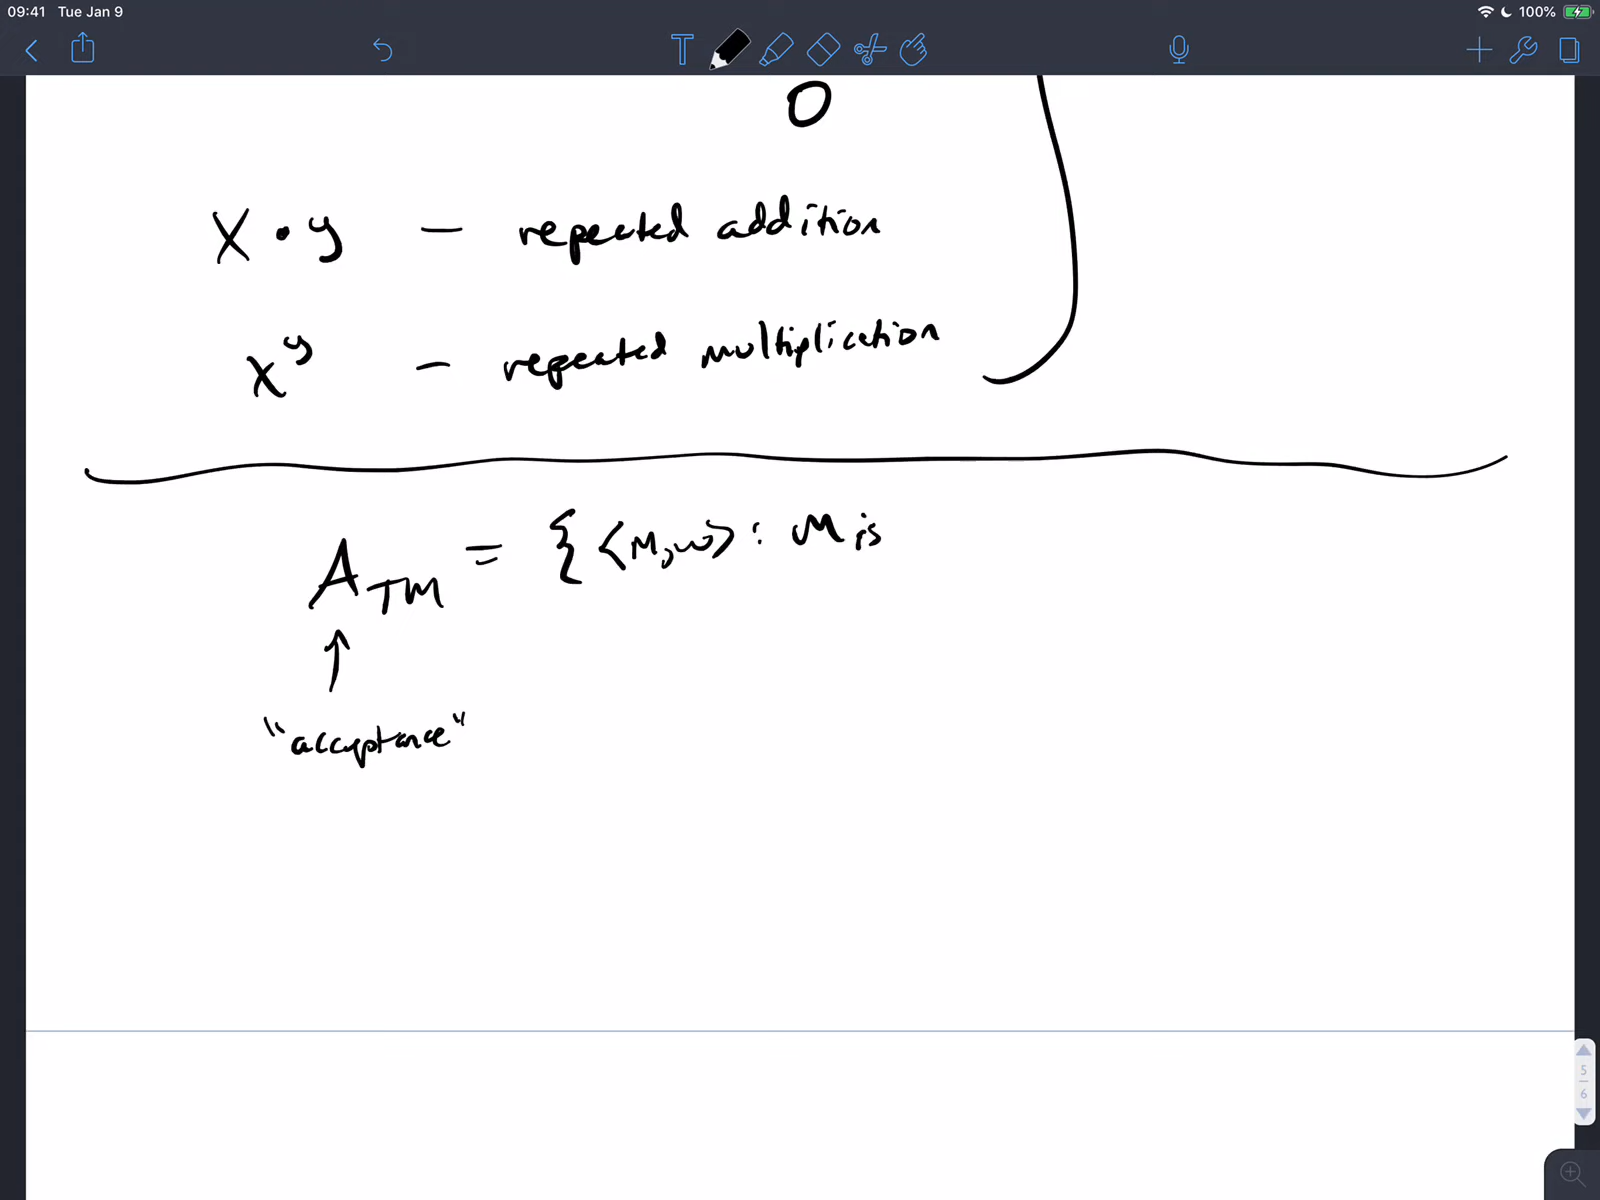 09:41 Tue Jan 9 100%
T
0
x • y — repeated addition
x^y — repeated multiplication
A_TM = { <M,w> : M is
↑
"acceptance"
5
6